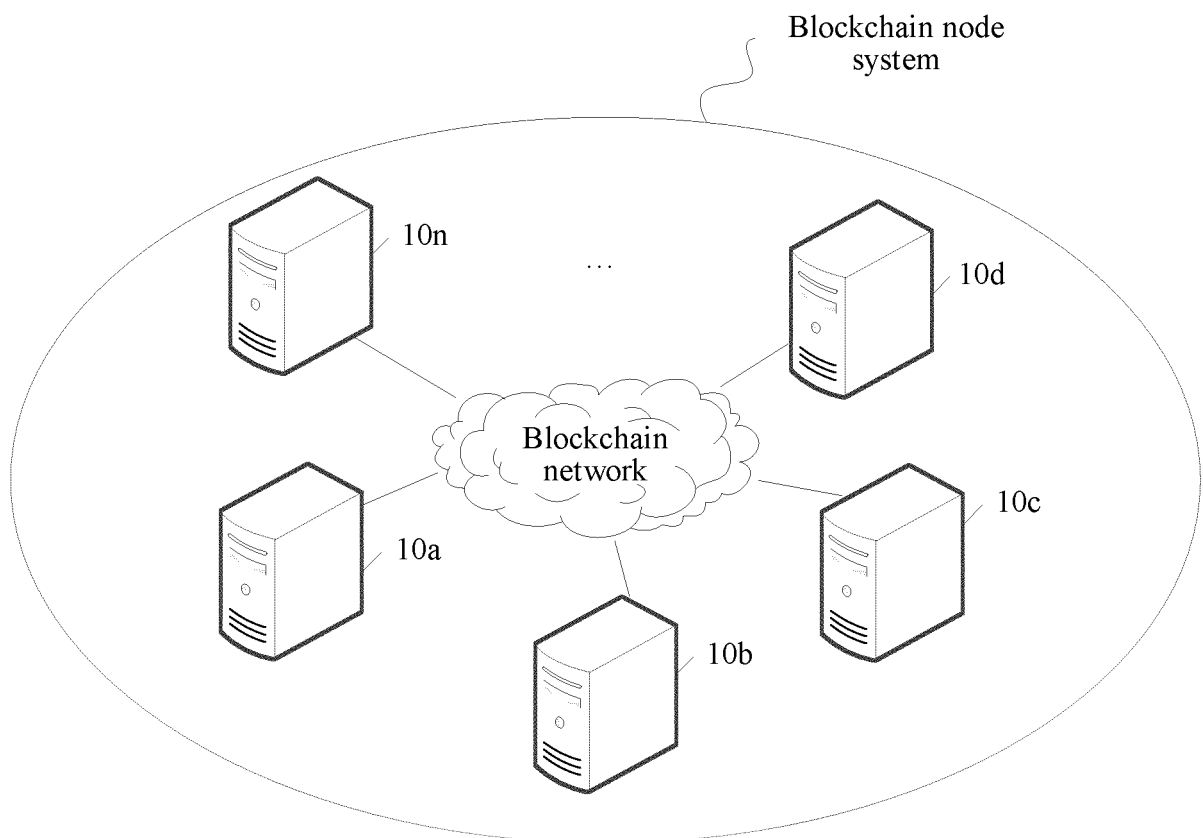 Blockchain node
system
10n
...
10d
Blockchain
network
10a
10c
10b